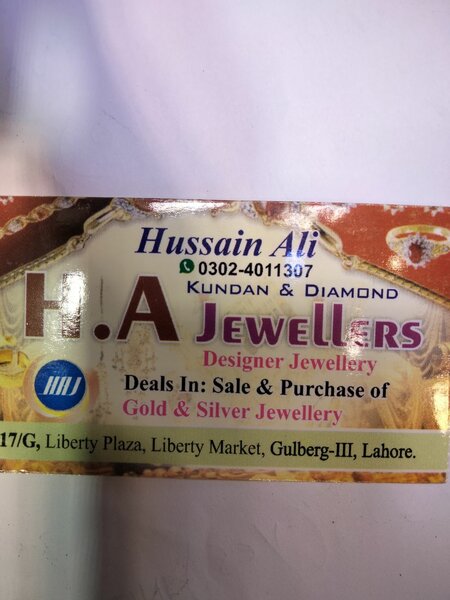 Hussain Ali
0302-4011307
KUNDAN & DIAMOND
H.A JEWELLERS
Designer Jewellery
HAJ
Deals In: Sale & Purchase of
Gold & Silver Jewellery
17/G, Liberty Plaza, Liberty Market, Gulberg-III, Lahore.